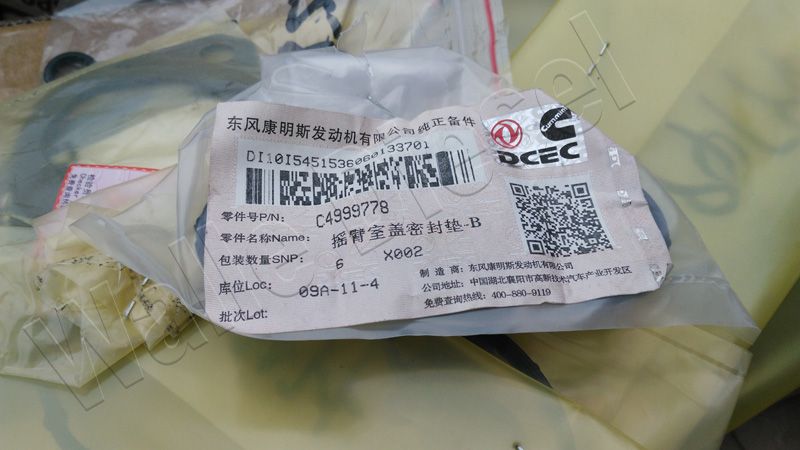 东风康明斯发动机有限公司纯正备件
DI10I545153606013370l
零件号P/N: C4999778
零件名称Name: 摇臂室盖密封垫-B
包装数量SNP: 6 X002
库位Loc: 09A-11-4
批次Lot:
Cummins
DCEC
制造商: 东风康明斯发动机有限公司
公司地址: 中国湖北襄阳市高新技术汽车产业开发区
免费查询热线: 400-880-9119